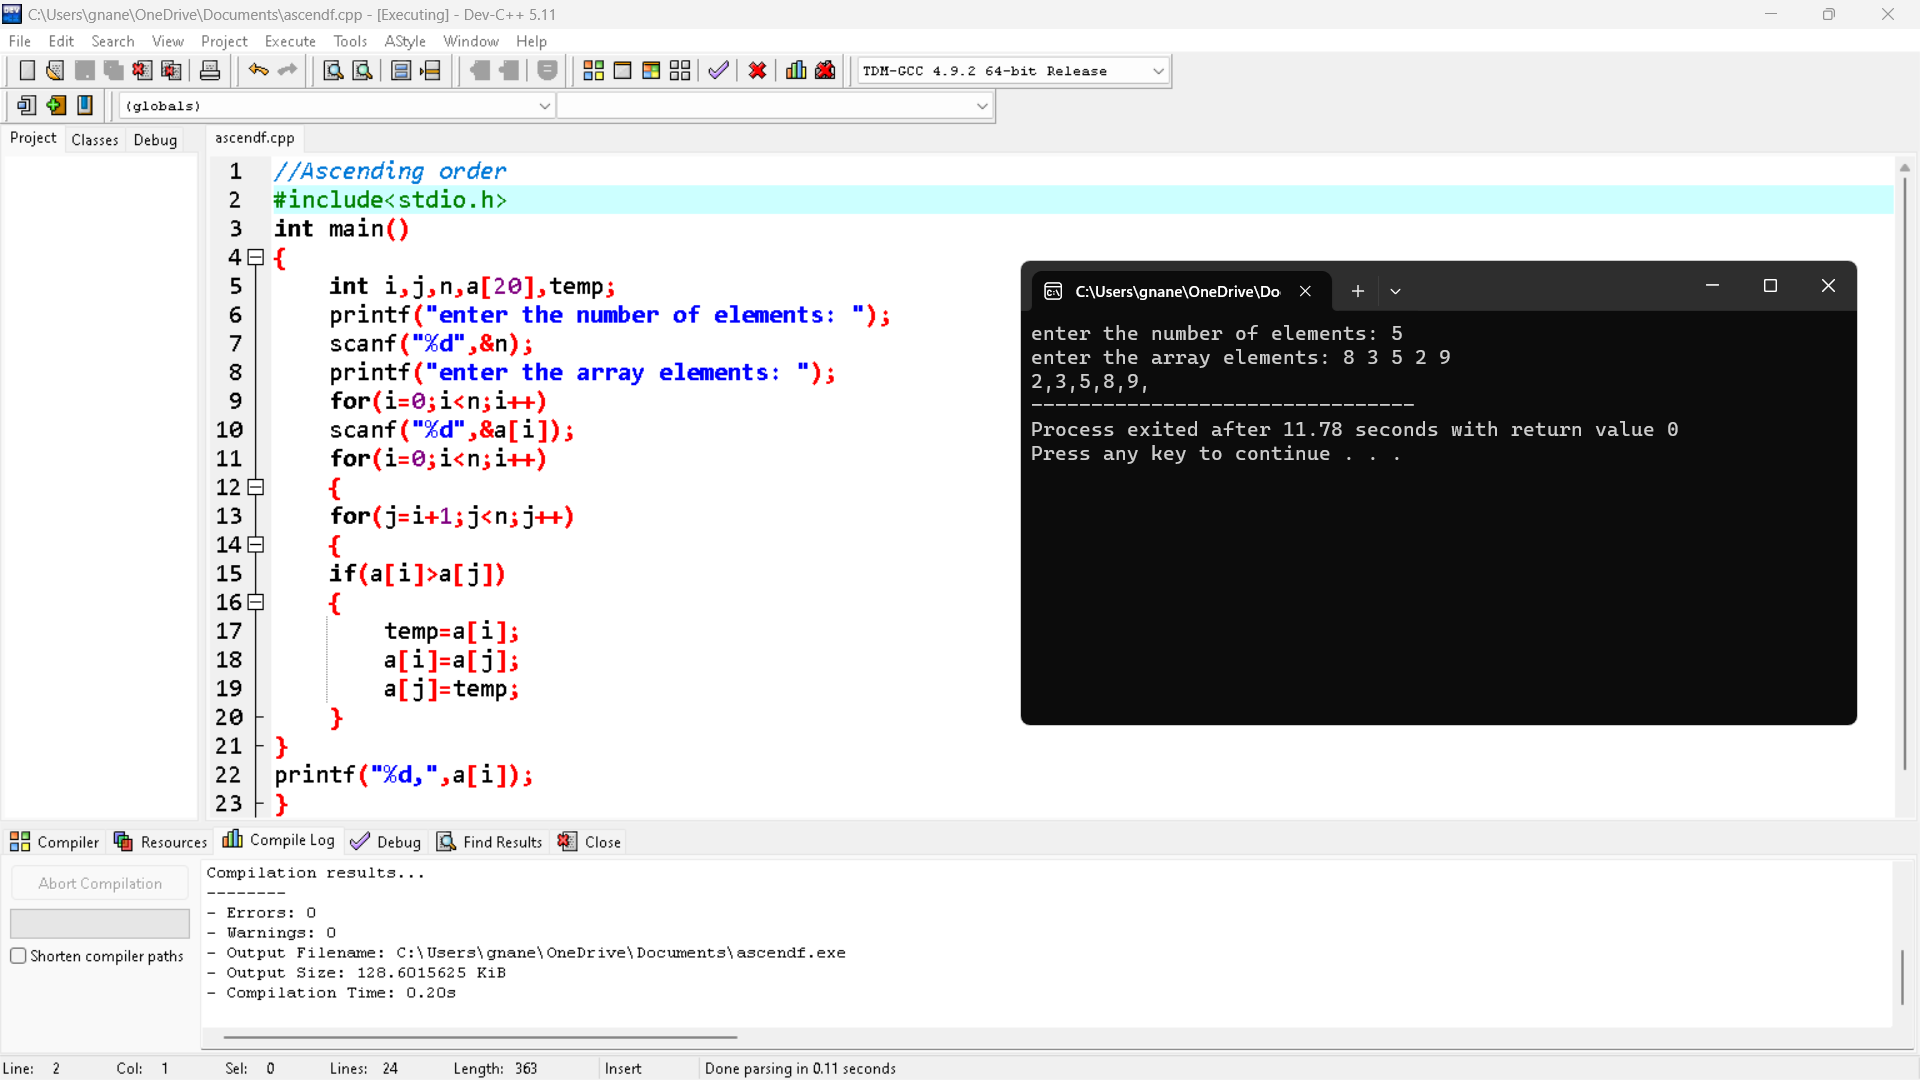 C:\Users\gnane\OneDrive\Documents\ascendf.cpp - [Executing] - Dev-C++ 5.11
File Edit Search View Project Execute Tools AStyle Window Help
TDM-GCC 4.9.2 64-bit Release
(globals)
Project Classes Debug
ascendf.cpp
1 //Ascending order
2 #include<stdio.h>
3 int main()
4 {
5 int i,j,n,a[20],temp;
6 printf("enter the number of elements: ");
7 scanf("%d",&n);
8 printf("enter the array elements: ");
9 for(i=0;i<n;i++)
10 scanf("%d",&a[i]);
11 for(i=0;i<n;i++)
12 {
13 for(j=i+1;j<n;j++)
14 {
15 if(a[i]>a[j])
16 {
17 temp=a[i];
18 a[i]=a[j];
19 a[j]=temp;
20 }
21 }
22 printf("%d,",a[i]);
23 }
C:\Users\gnane\OneDrive\Do
enter the number of elements: 5
enter the array elements: 8 3 5 2 9
2,3,5,8,9,
--------------------------------
Process exited after 11.78 seconds with return value 0
Press any key to continue . . .
Compiler Resources Compile Log Debug Find Results Close
Abort Compilation
Shorten compiler paths
Compilation results...
--------
- Errors: 0
- Warnings: 0
- Output Filename: C:\Users\gnane\OneDrive\Documents\ascendf.exe
- Output Size: 128.6015625 KiB
- Compilation Time: 0.20s
Line: 2 Col: 1 Sel: 0 Lines: 24 Length: 363 Insert Done parsing in 0.11 seconds